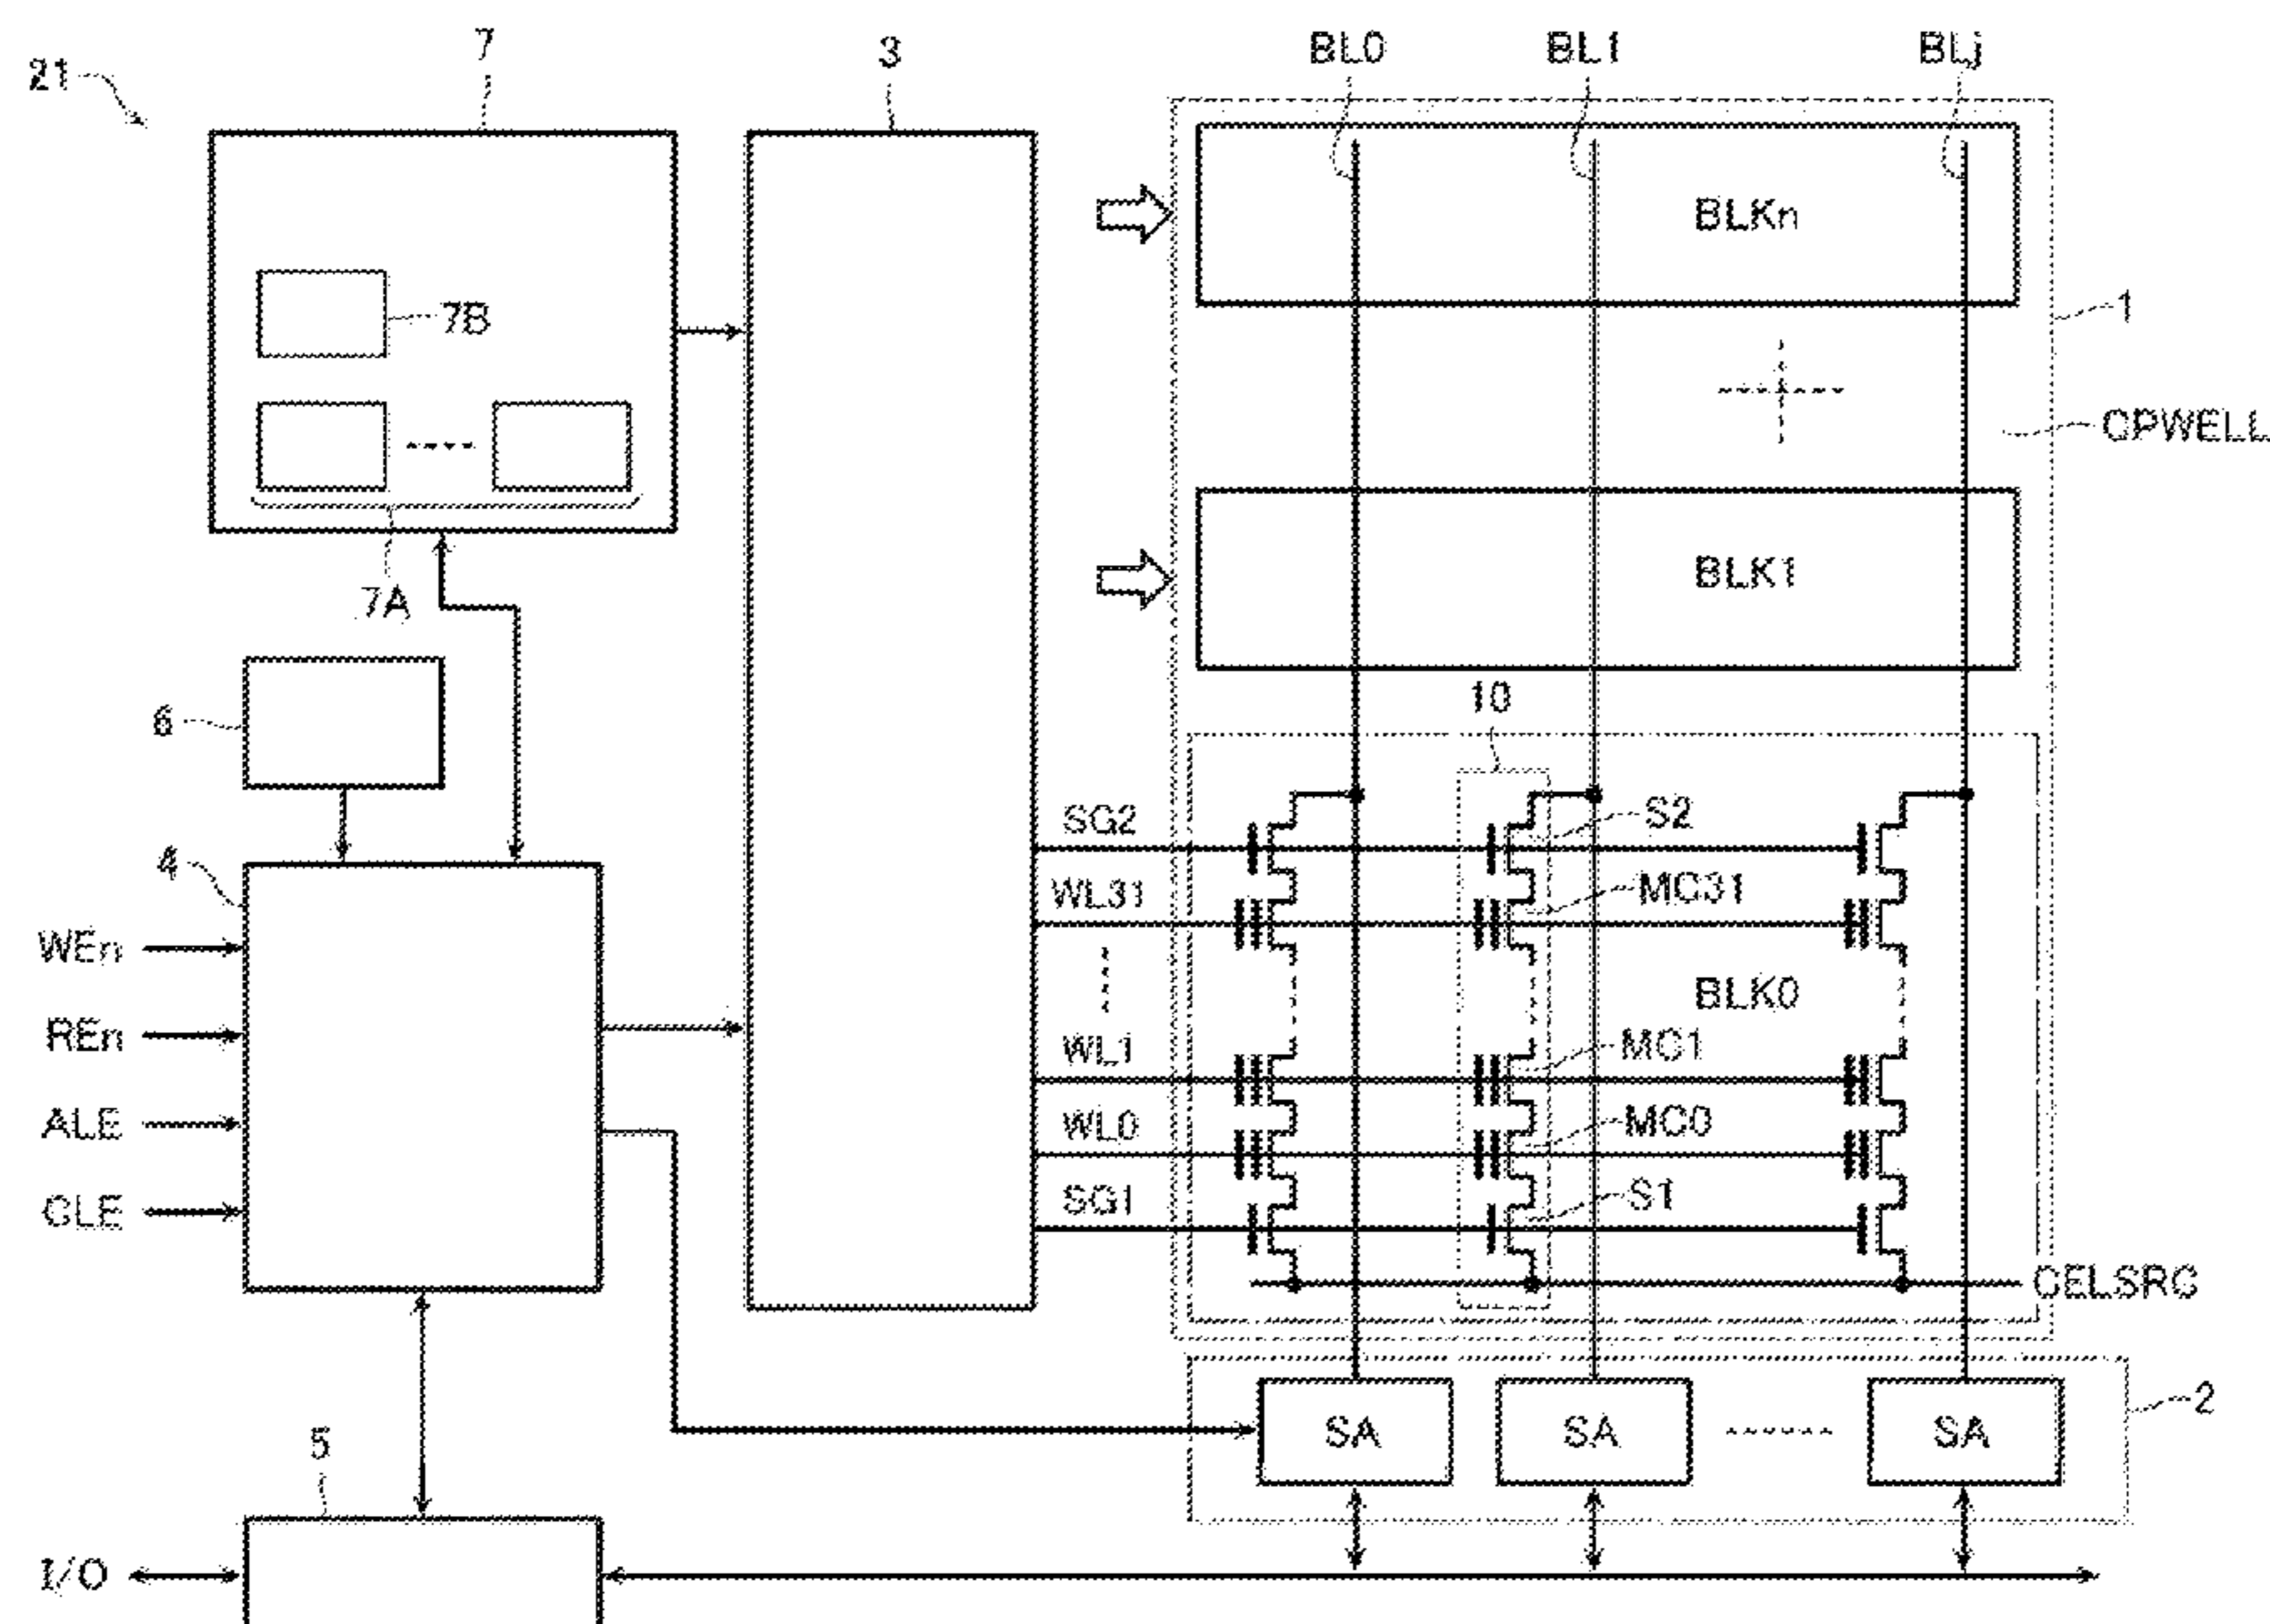 21
7
3
BL0
BL1
BLj
BLKn
7B
1
CPWELL
BLK1
7A
10
6
SG2
S2
4
WL31
MC31
WEn
BLK0
REn
WL1
MC1
ALE
WL0
MC0
CLE
SG1
S1
CELSRC
2
SA
SA
SA
5
I/O